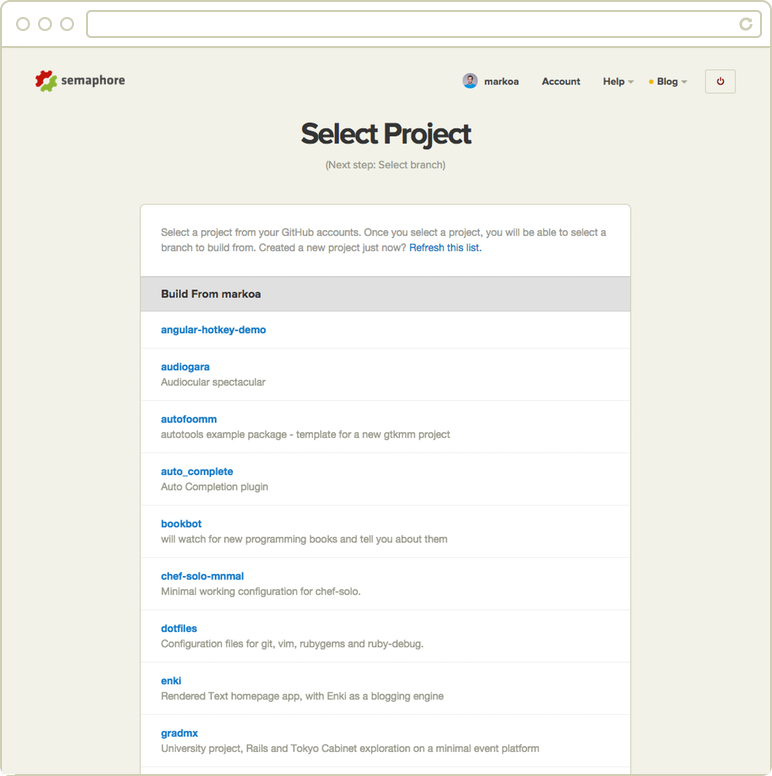 semaphore
markoa Account Help Blog
Select Project
(Next step: Select branch)
Select a project from your GitHub accounts. Once you select a project, you will be able to select a
branch to build from. Created a new project just now? Refresh this list.
Build From markoa
angular-hotkey-demo
audiogara
Audiocular spectacular
autofoomm
autotools example package - template for a new gtkmm project
auto_complete
Auto Completion plugin
bookbot
will watch for new programming books and tell you about them
chef-solo-mnmal
Minimal working configuration for chef-solo.
dotfiles
Configuration files for git, vim, rubygems and ruby-debug.
enki
Rendered Text homepage app, with Enki as a blogging engine
gradmx
University project, Rails and Tokyo Cabinet exploration on a minimal event platform